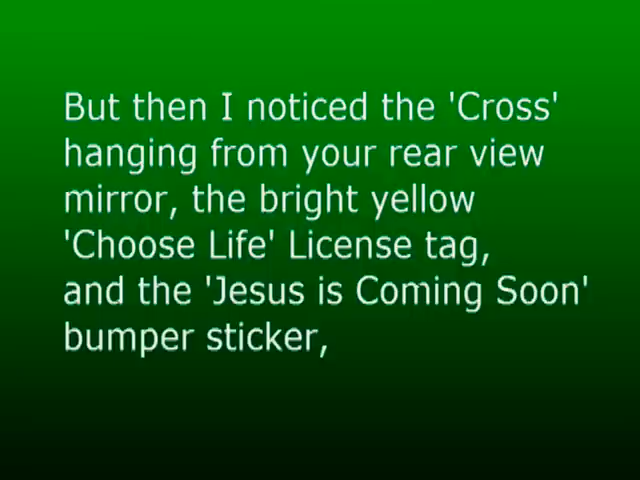 But then I noticed the 'Cross'
hanging from your rear view
mirror, the bright yellow
'Choose Life' License tag,
and the 'Jesus is Coming Soon'
bumper sticker,